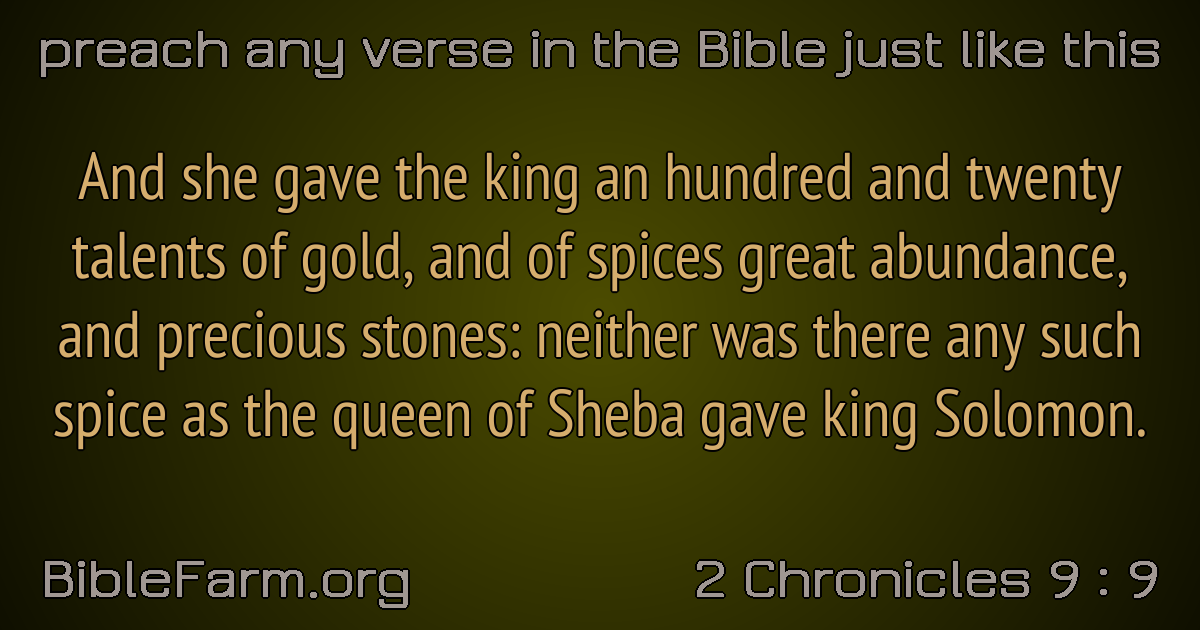 preach any verse in the Bible just like this
And she gave the king an hundred and twenty
talents of gold, and of spices great abundance,
and precious stones: neither was there any such
spice as the queen of Sheba gave king Solomon.
BibleFarm.org
2 Chronicles 9 : 9